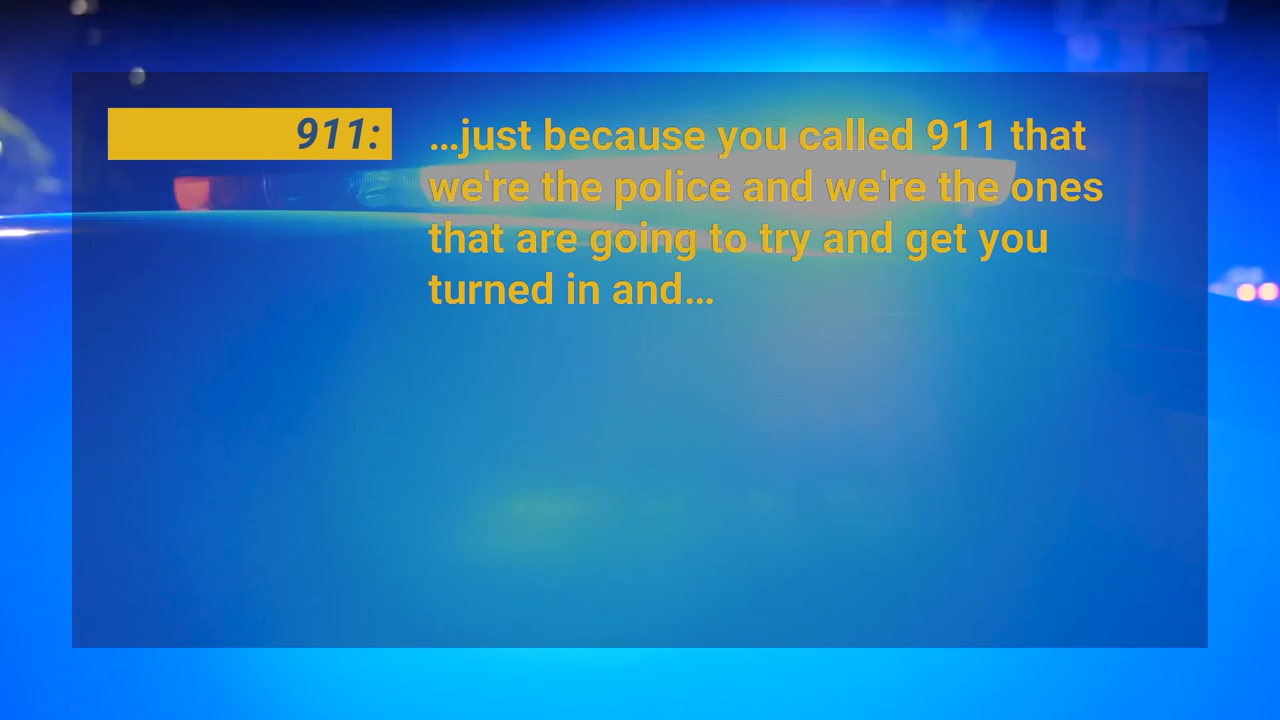 911:
…just because you called 911 that
we're the police and we're the ones
that are going to try and get you
turned in and…